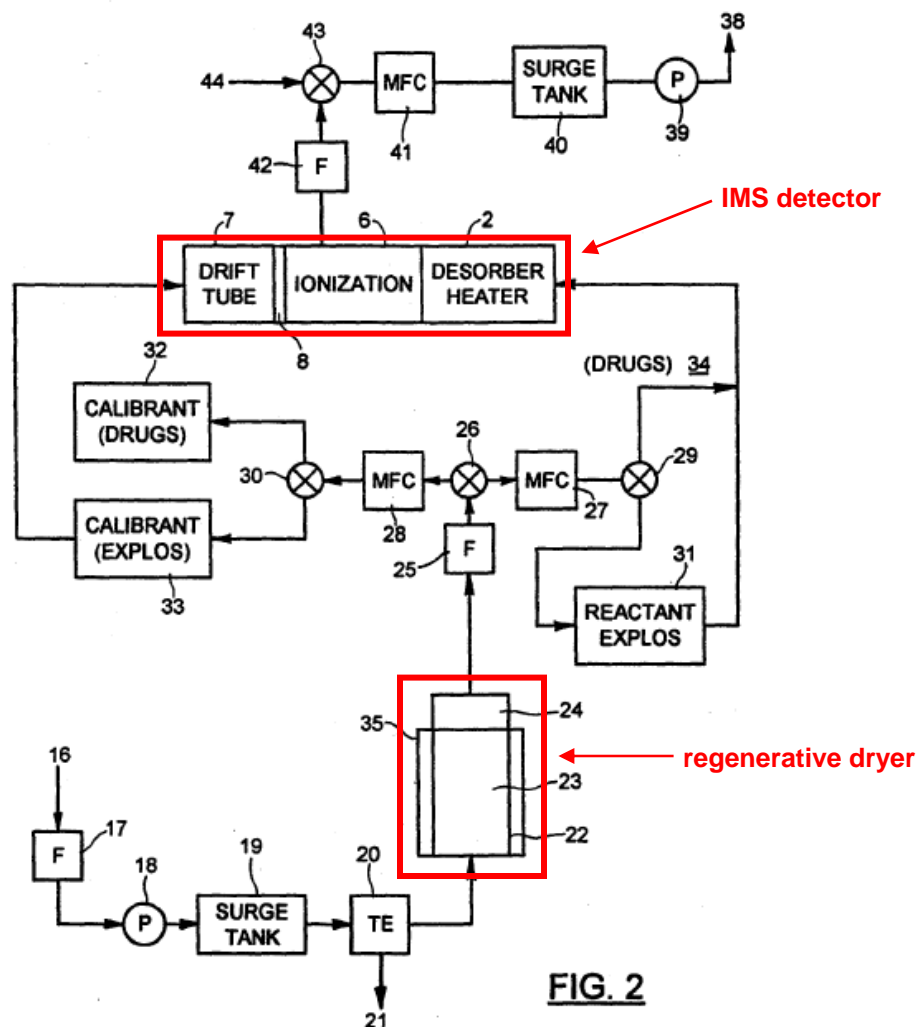 43
38
44
MFC
SURGE
TANK
P
41
40
39
42
F
IMS detector
7
6
2
DRIFT
TUBE
IONIZATION
DESORBER
HEATER
8
32
(DRUGS) 34
CALIBRANT
(DRUGS)
26
30
MFC
MFC
29
28
27
CALIBRANT
(EXPLOS)
25
F
31
33
REACTANT
EXPLOS
24
35
16
regenerative dryer
23
17
22
F
19
20
18
P
SURGE
TANK
TE
FIG. 2
21